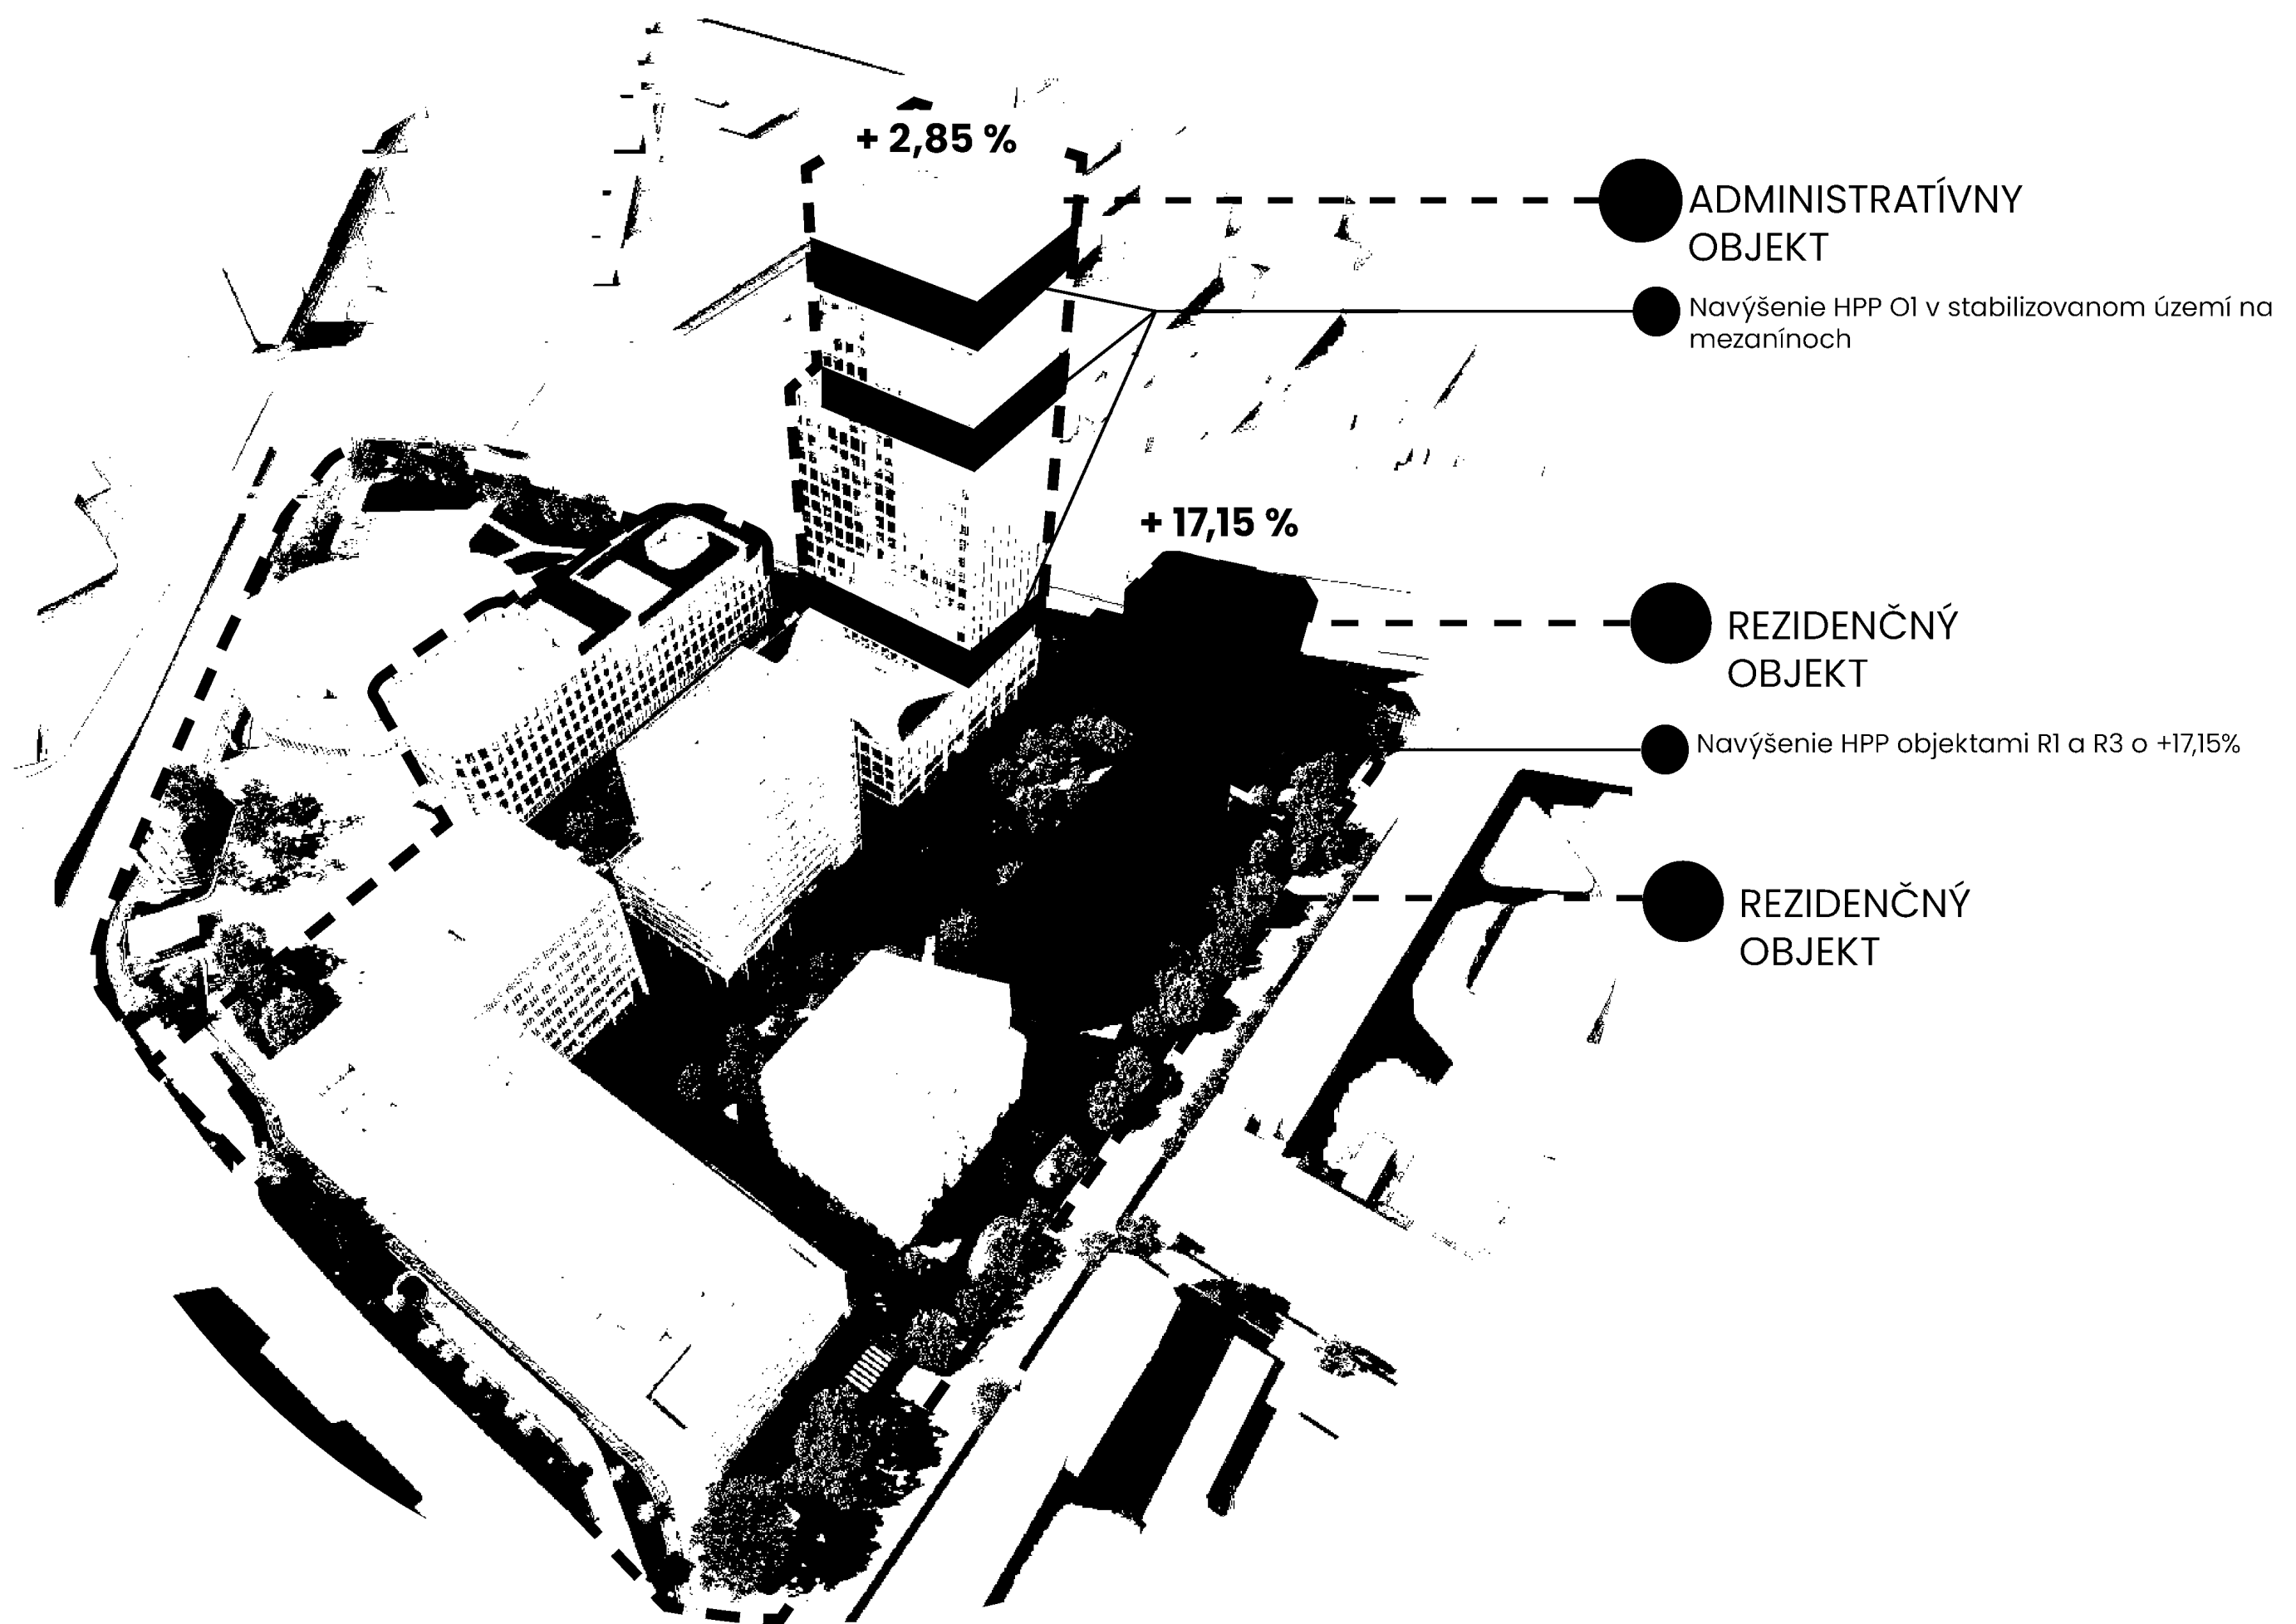 + 2,85 %
ADMINISTRATÍVNY
OBJEKT
Navýšenie HPP O1 v stabilizovanom území na
mezanínoch
+ 17,15 %
REZIDENČNÝ
OBJEKT
Navýšenie HPP objektami R1 a R3 o +17,15%
REZIDENČNÝ
OBJEKT